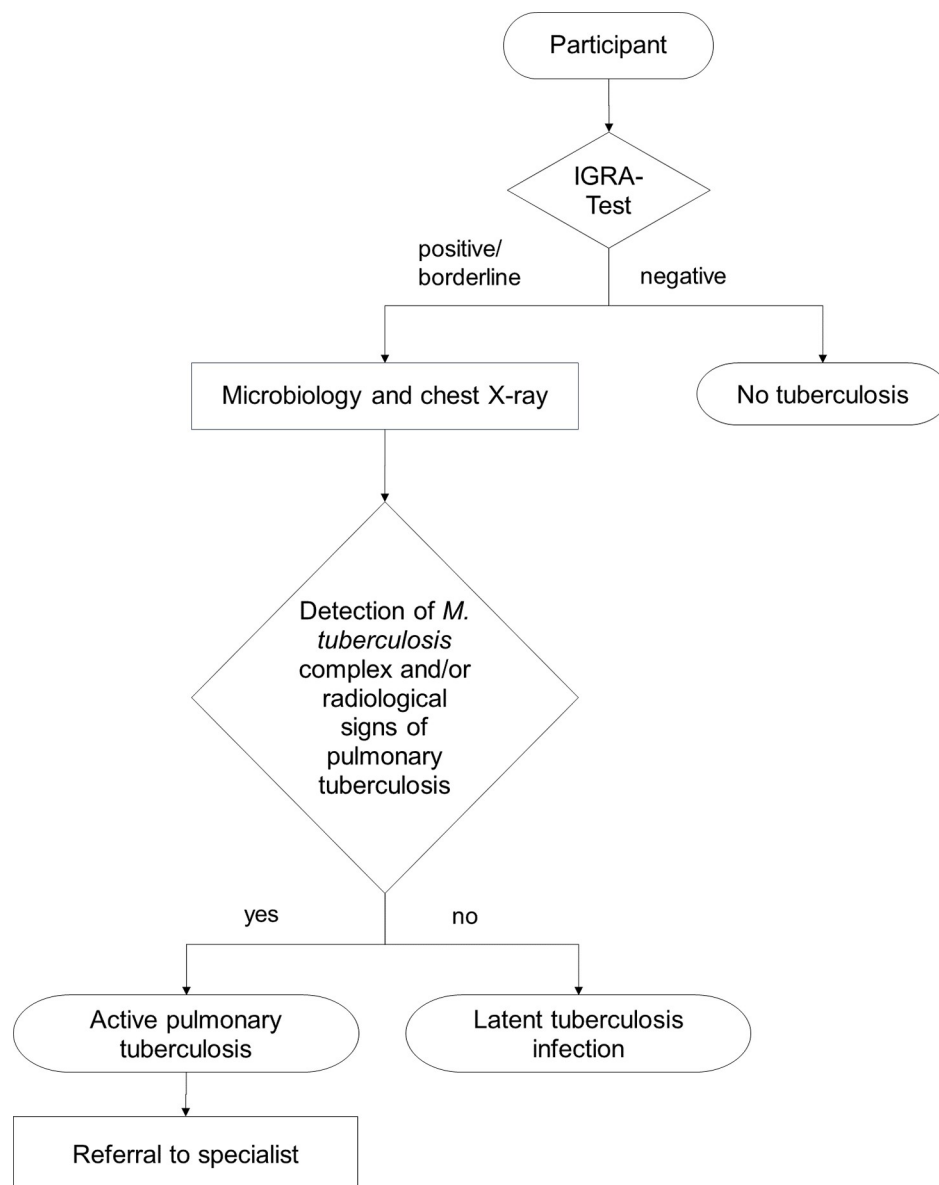 Participant
IGRA-
Test
positive/
borderline
negative
Microbiology and chest X-ray
No tuberculosis
Detection of M.
tuberculosis
complex and/or
radiological
signs of
pulmonary
tuberculosis
yes
no
Active pulmonary
tuberculosis
Latent tuberculosis
infection
Referral to specialist